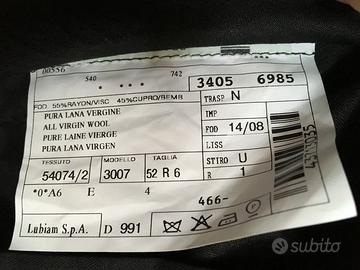 00556
540 742
3405 6985
FOD. 55%RAYON/VISC 45%CUPRO/BEMB
TRASP N
PURA LANA VERGINE
ALL VIRGIN WOOL
PURE LAINE VIERGE
PURA LANA VIRGEN
IMP
FOD 14/08
LISS
TESSUTO MODELLO TAGLIA
54074/2 3007 52 R 6
STIRO U
R 1
*0*A6 E 4
466-
Lubiam S.p.A. D 991
subito